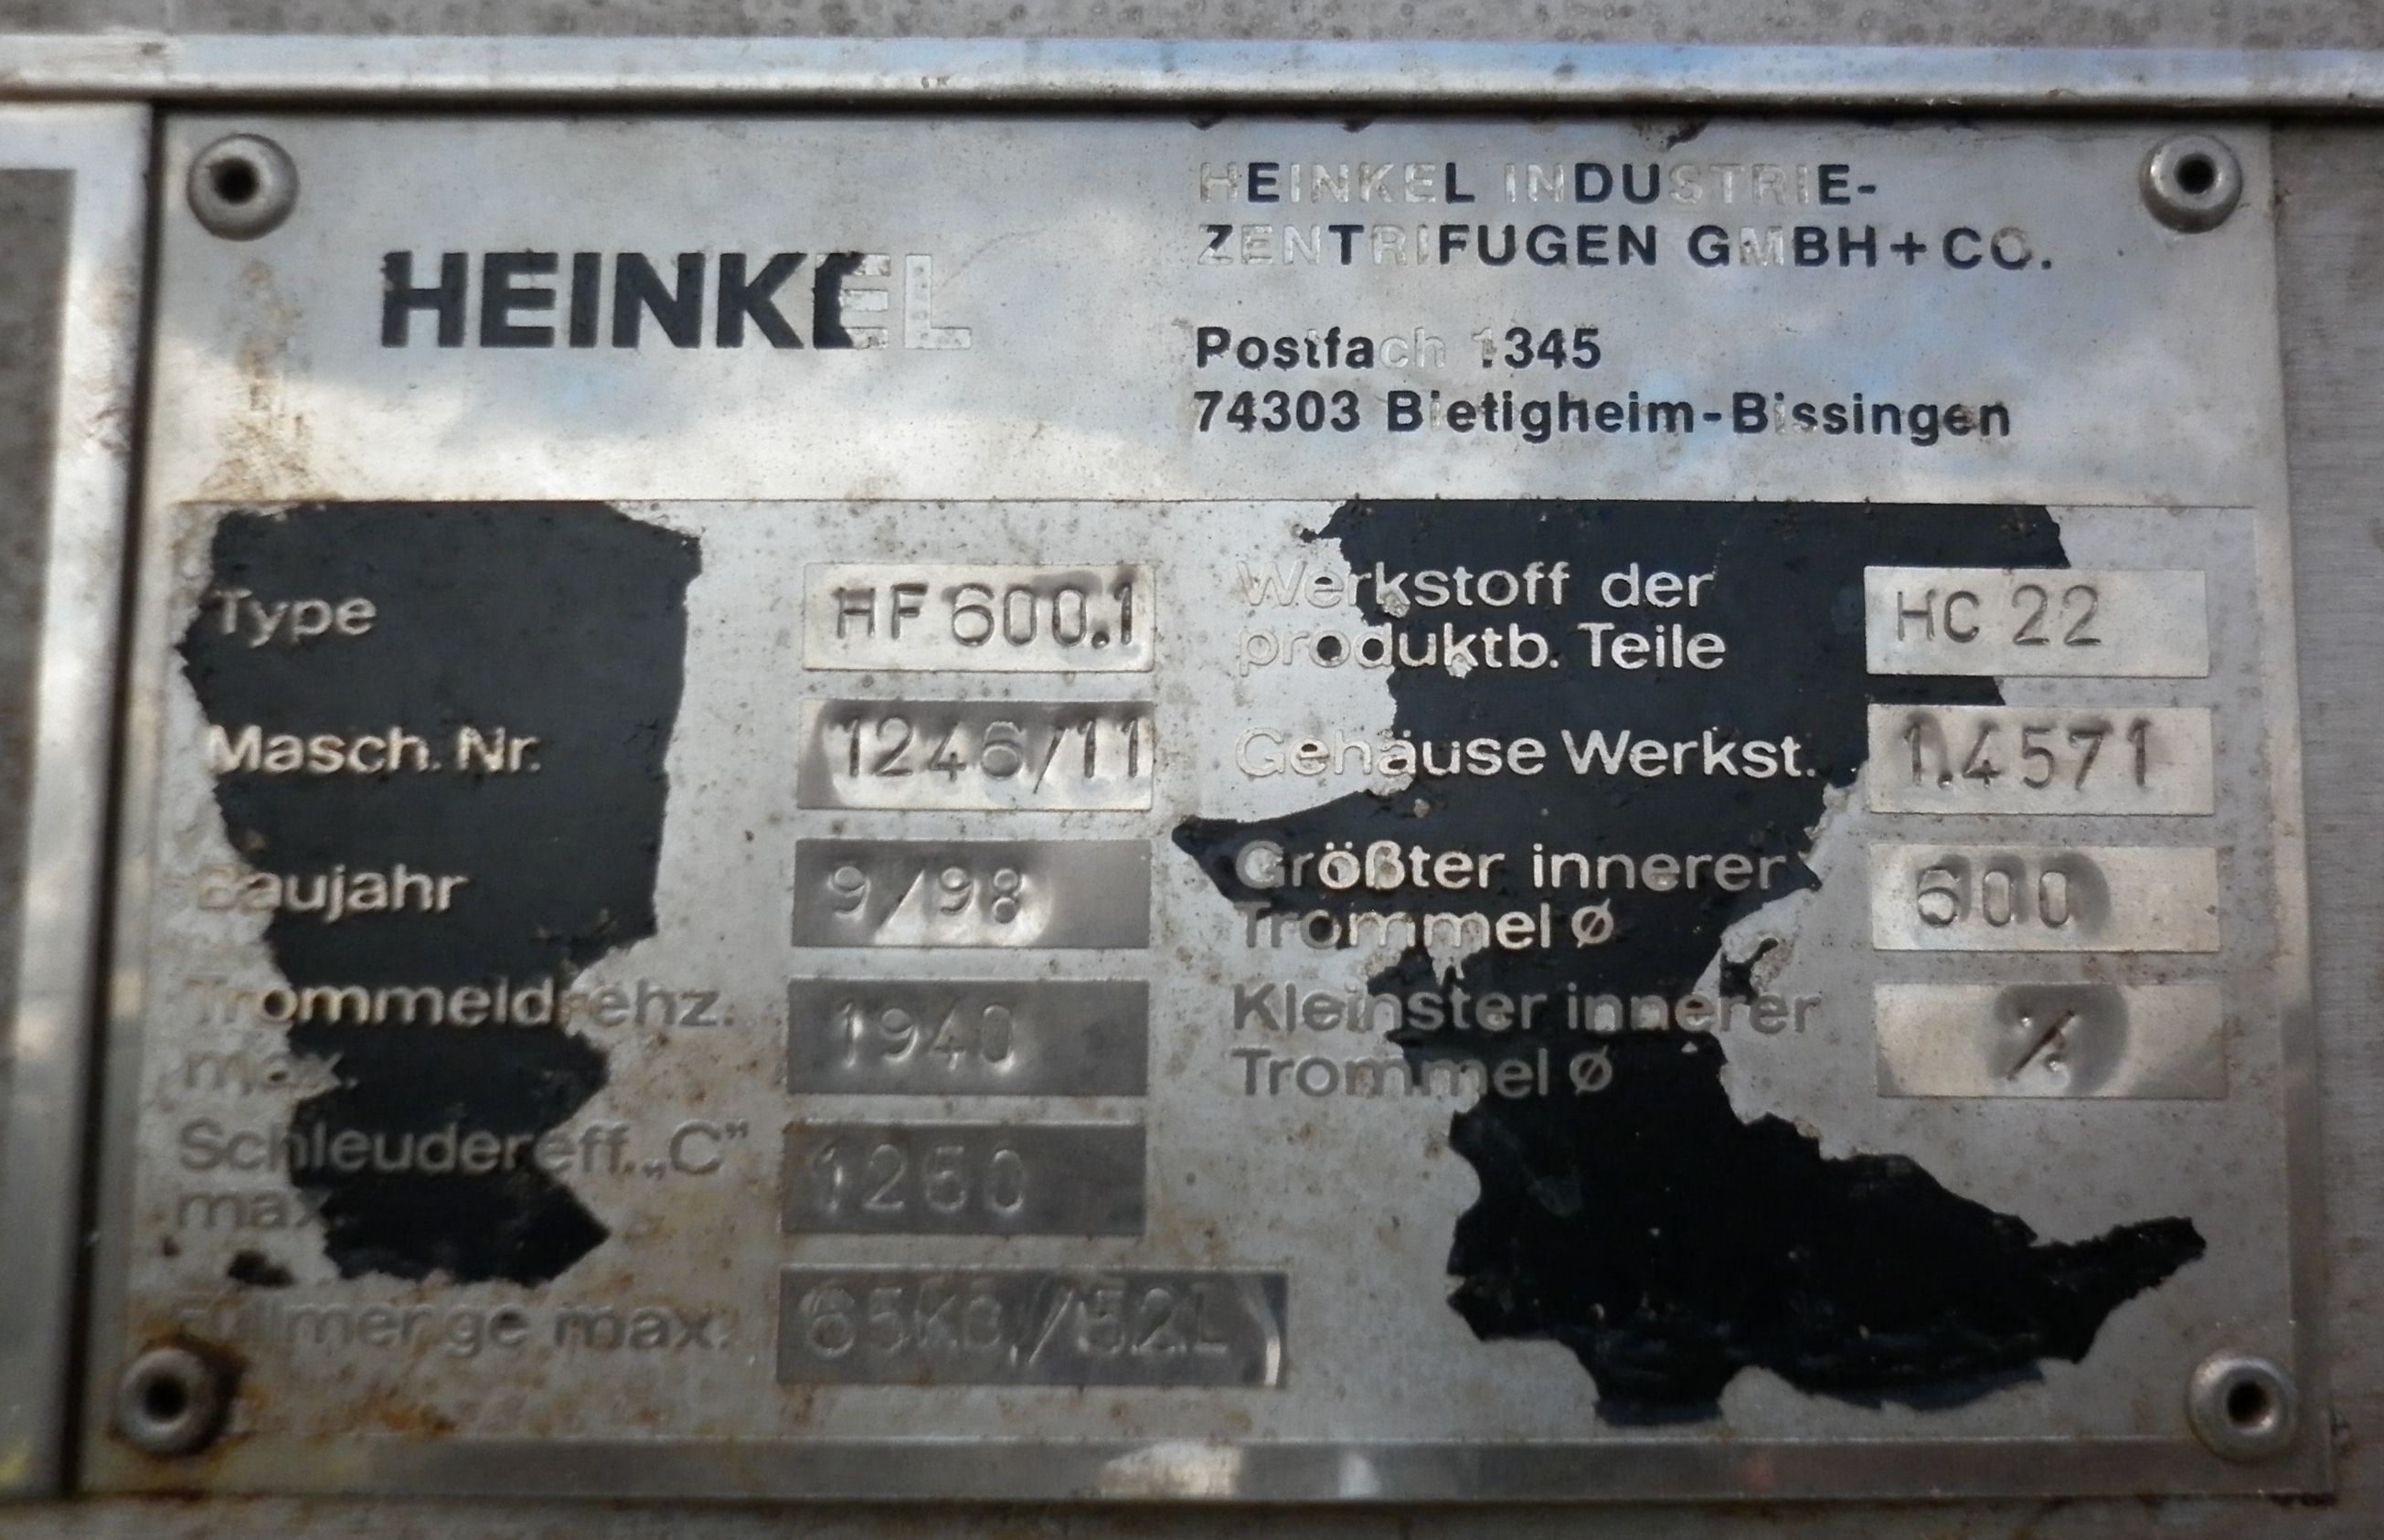 HEINKEL
HEINKEL INDUSTRIE-
ZENTRIFUGEN GMBH+CO.
Postfach 1345
74303 Bietigheim-Bissingen
Type HF 600.1
Masch. Nr. 1246/11
Baujahr 9/98
Trommeldrehz.
max. 1940
Schleudereff. „C”
max. 1260
Füllmenge max. 65KG//52L
Werkstoff der
produktb. Teile HC 22
Gehäuse Werkst. 1.4571
Größter innerer
Trommel Ø 600
Kleinster innerer
Trommel Ø